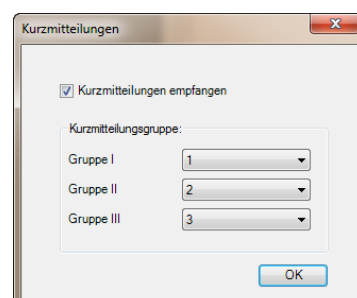 Kurzmitteilungen
Kurzmitteilungen empfangen
Kurzmitteilungsgruppe:
Gruppe I 1
Gruppe II 2
Gruppe III 3
OK